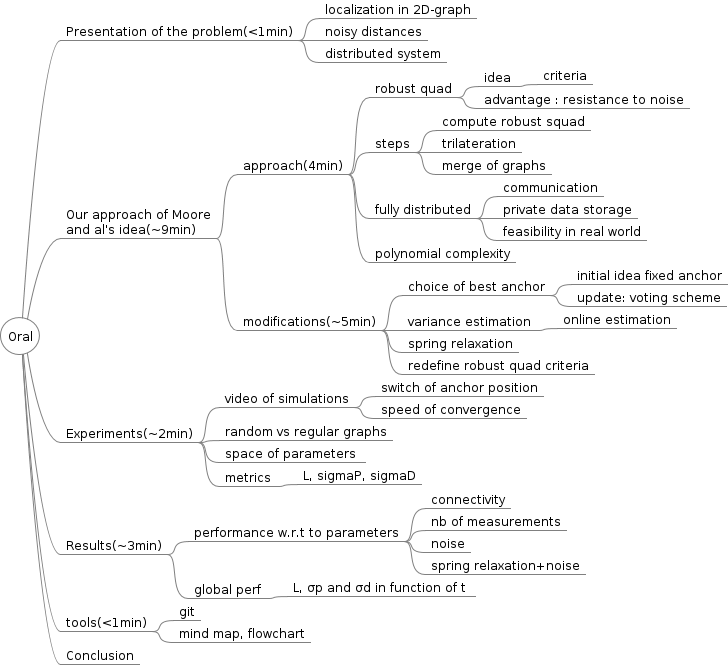 Oral
Presentation of the problem(<1min)
localization in 2D-graph
noisy distances
distributed system
Our approach of Moore
and al's idea(~9min)
approach(4min)
robust quad
idea
criteria
advantage : resistance to noise
steps
compute robust squad
trilateration
merge of graphs
fully distributed
communication
private data storage
feasibility in real world
polynomial complexity
modifications(~5min)
choice of best anchor
initial idea fixed anchor
update: voting scheme
variance estimation
online estimation
spring relaxation
redefine robust quad criteria
Experiments(~2min)
video of simulations
switch of anchor position
speed of convergence
random vs regular graphs
space of parameters
metrics
L, sigmaP, sigmaD
Results(~3min)
performance w.r.t to parameters
connectivity
nb of measurements
noise
spring relaxation+noise
global perf
L, σp and σd in function of t
tools(<1min)
git
mind map, flowchart
Conclusion